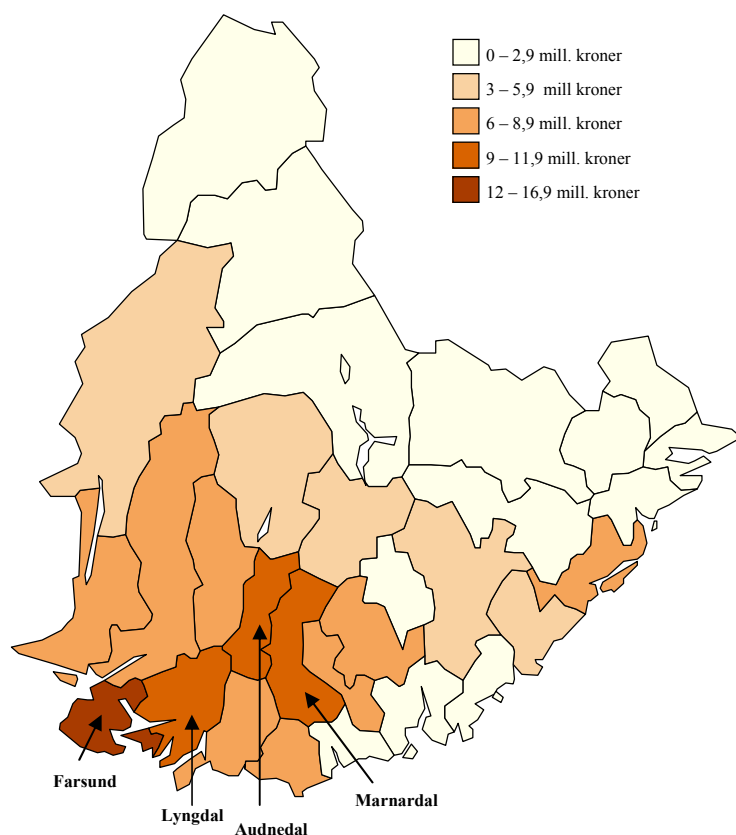 0 – 2,9 mill. kroner
3 – 5,9  mill kroner
6 – 8,9 mill. kroner
9 – 11,9 mill. kroner
12 – 16,9 mill. kroner
Farsund
Lyngdal
Audnedal
Marnardal